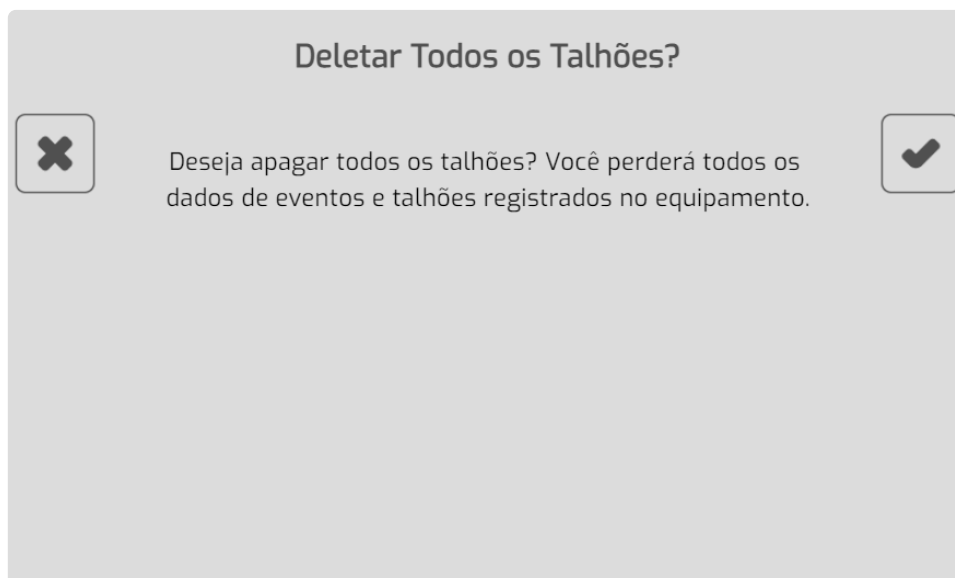 Deletar Todos os Talhões?
Deseja apagar todos os talhões? Você perderá todos os
dados de eventos e talhões registrados no equipamento.